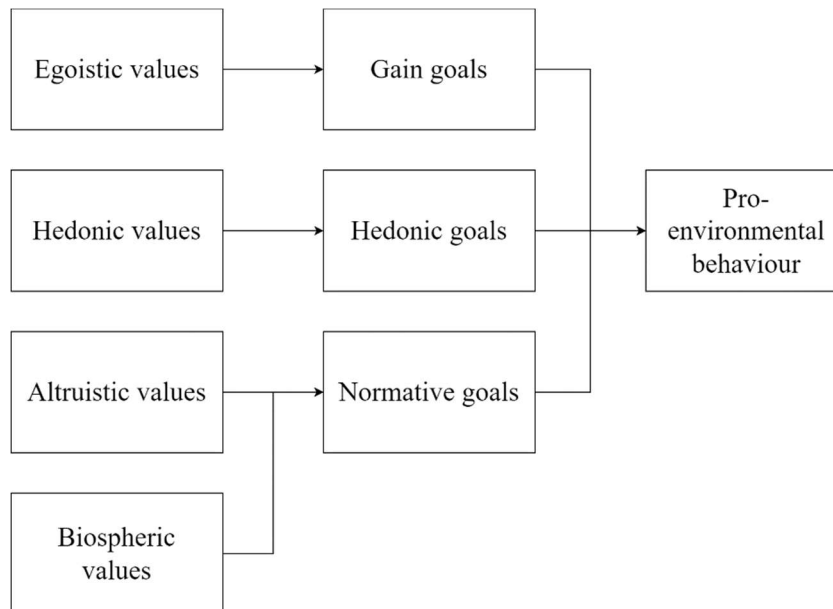 Egoistic values
Gain goals
Hedonic values
Hedonic goals
Pro-
environmental
behaviour
Altruistic values
Normative goals
Biospheric
values